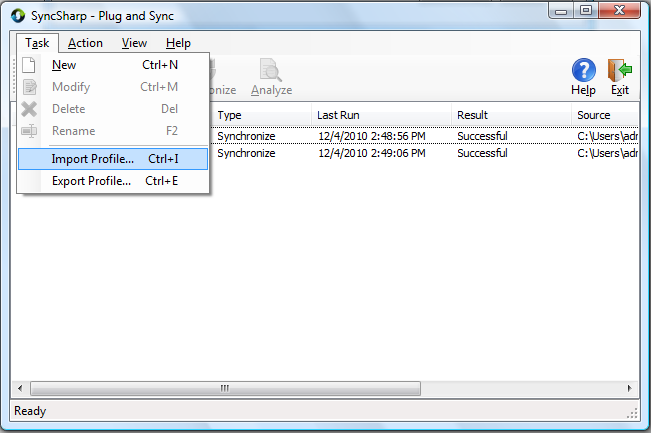 SyncSharp - Plug and Sync
Task Action View Help
New Ctrl+N
Modify Ctrl+M
Delete Del
Rename F2
Import Profile... Ctrl+I
Export Profile... Ctrl+E
Analyze Help Exit
Type Last Run Result Source
Synchronize 12/4/2010 2:48:56 PM Successful C:\Users\adr
Synchronize 12/4/2010 2:49:06 PM Successful C:\Users\adr
Ready